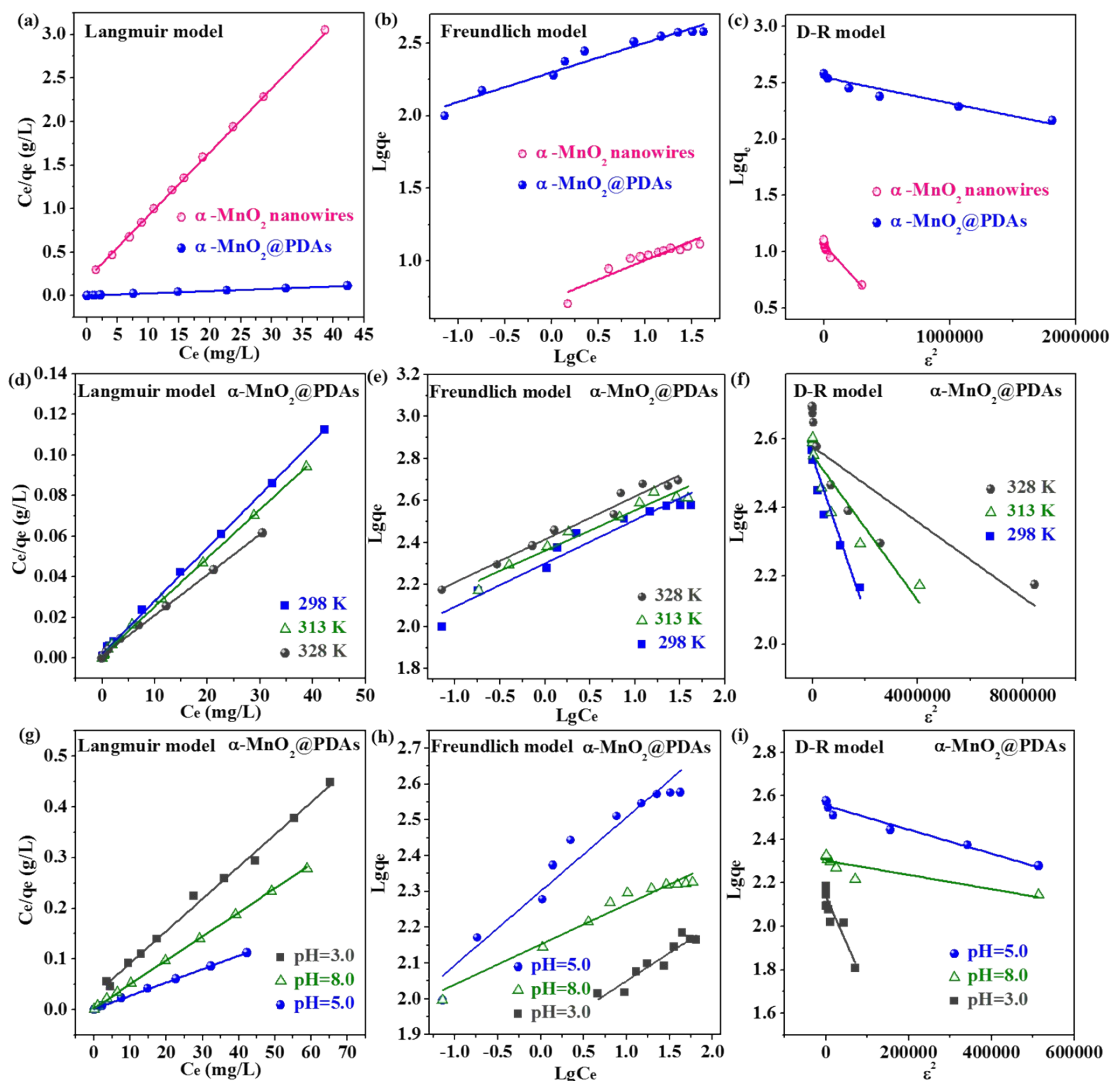 (a) Langmuir model
3.0
2.5
2.0
1.5
1.0
0.5
0.0
Ce/qe (g/L)
α-MnO2 nanowires
α-MnO2@PDAs
0 5 10 15 20 25 30 35 40 45
Ce (mg/L)
(b) Freundlich model
2.5
2.0
1.0
Lgqe
α-MnO2 nanowires
α-MnO2@PDAs
-1.0 -0.5 0.0 0.5 1.0 1.5 2.0
LgCe
(c) D-R model
3.0
2.5
2.0
1.5
1.0
0.5
Lgqe
α-MnO2 nanowires
α-MnO2@PDAs
0 1000000 2000000
ε²
(d) Langmuir model α-MnO2@PDAs
0.14
0.12
0.10
0.08
0.06
0.04
0.02
0.00
Ce/qe (g/L)
298 K
313 K
328 K
0 10 20 30 40 50
Ce (mg/L)
(e) Freundlich model α-MnO2@PDAs
3.2
3.0
2.8
2.6
2.4
2.2
2.0
1.8
Lgqe
328 K
313 K
298 K
-1.0 -0.5 0.0 0.5 1.0 1.5 2.0
LgCe
(f) D-R model α-MnO2@PDAs
2.8
2.6
2.4
2.2
2.0
Lgqe
328 K
313 K
298 K
0 4000000 8000000
ε²
(g) Langmuir model α-MnO2@PDAs
0.5
0.4
0.3
0.2
0.1
0.0
Ce/qe (g/L)
pH=3.0
pH=8.0
pH=5.0
0 10 20 30 40 50 60 70
Ce (mg/L)
(h) Freundlich model α-MnO2@PDAs
2.7
2.6
2.5
2.4
2.3
2.2
2.1
2.0
1.9
Lgqe
pH=5.0
pH=8.0
pH=3.0
-1.0 -0.5 0.0 0.5 1.0 1.5 2.0
LgCe
(i) D-R model α-MnO2@PDAs
2.8
2.6
2.4
2.2
2.0
1.8
1.6
Lgqe
pH=5.0
pH=8.0
pH=3.0
0 200000 400000 600000
ε²